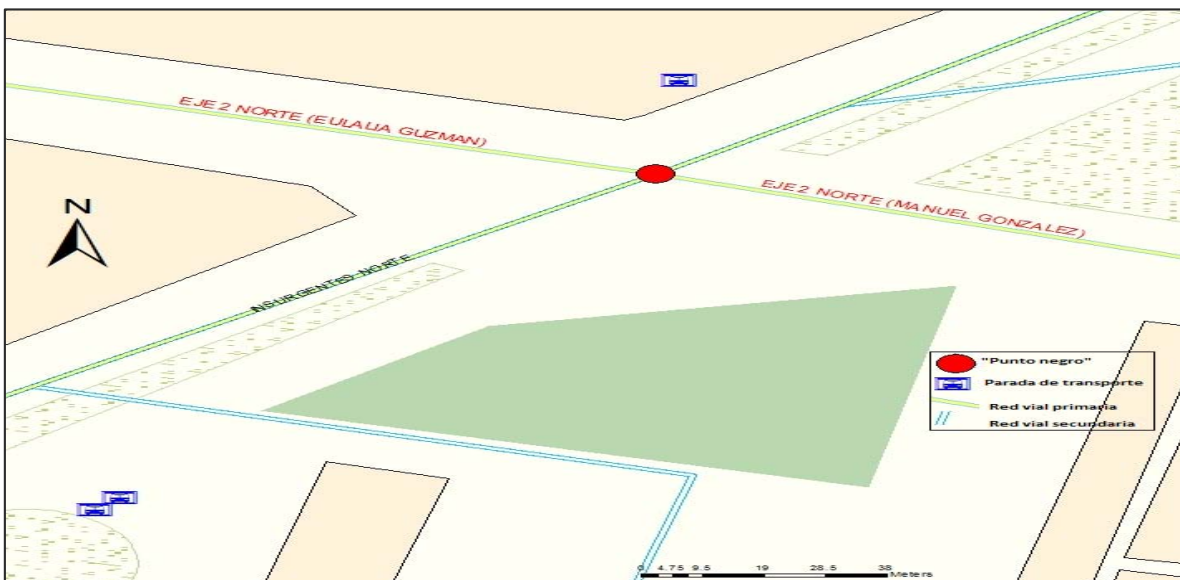 EJE 2 NORTE (EULALIA GUZMAN)
EJE 2 NORTE (MANUEL GONZALEZ)
N
INSURGENTES NORTE
"Punto negro"
Parada de transporte
Red vial primaria
Red vial secundaria
0 4.75 9.5 19 28.5 38
Meters